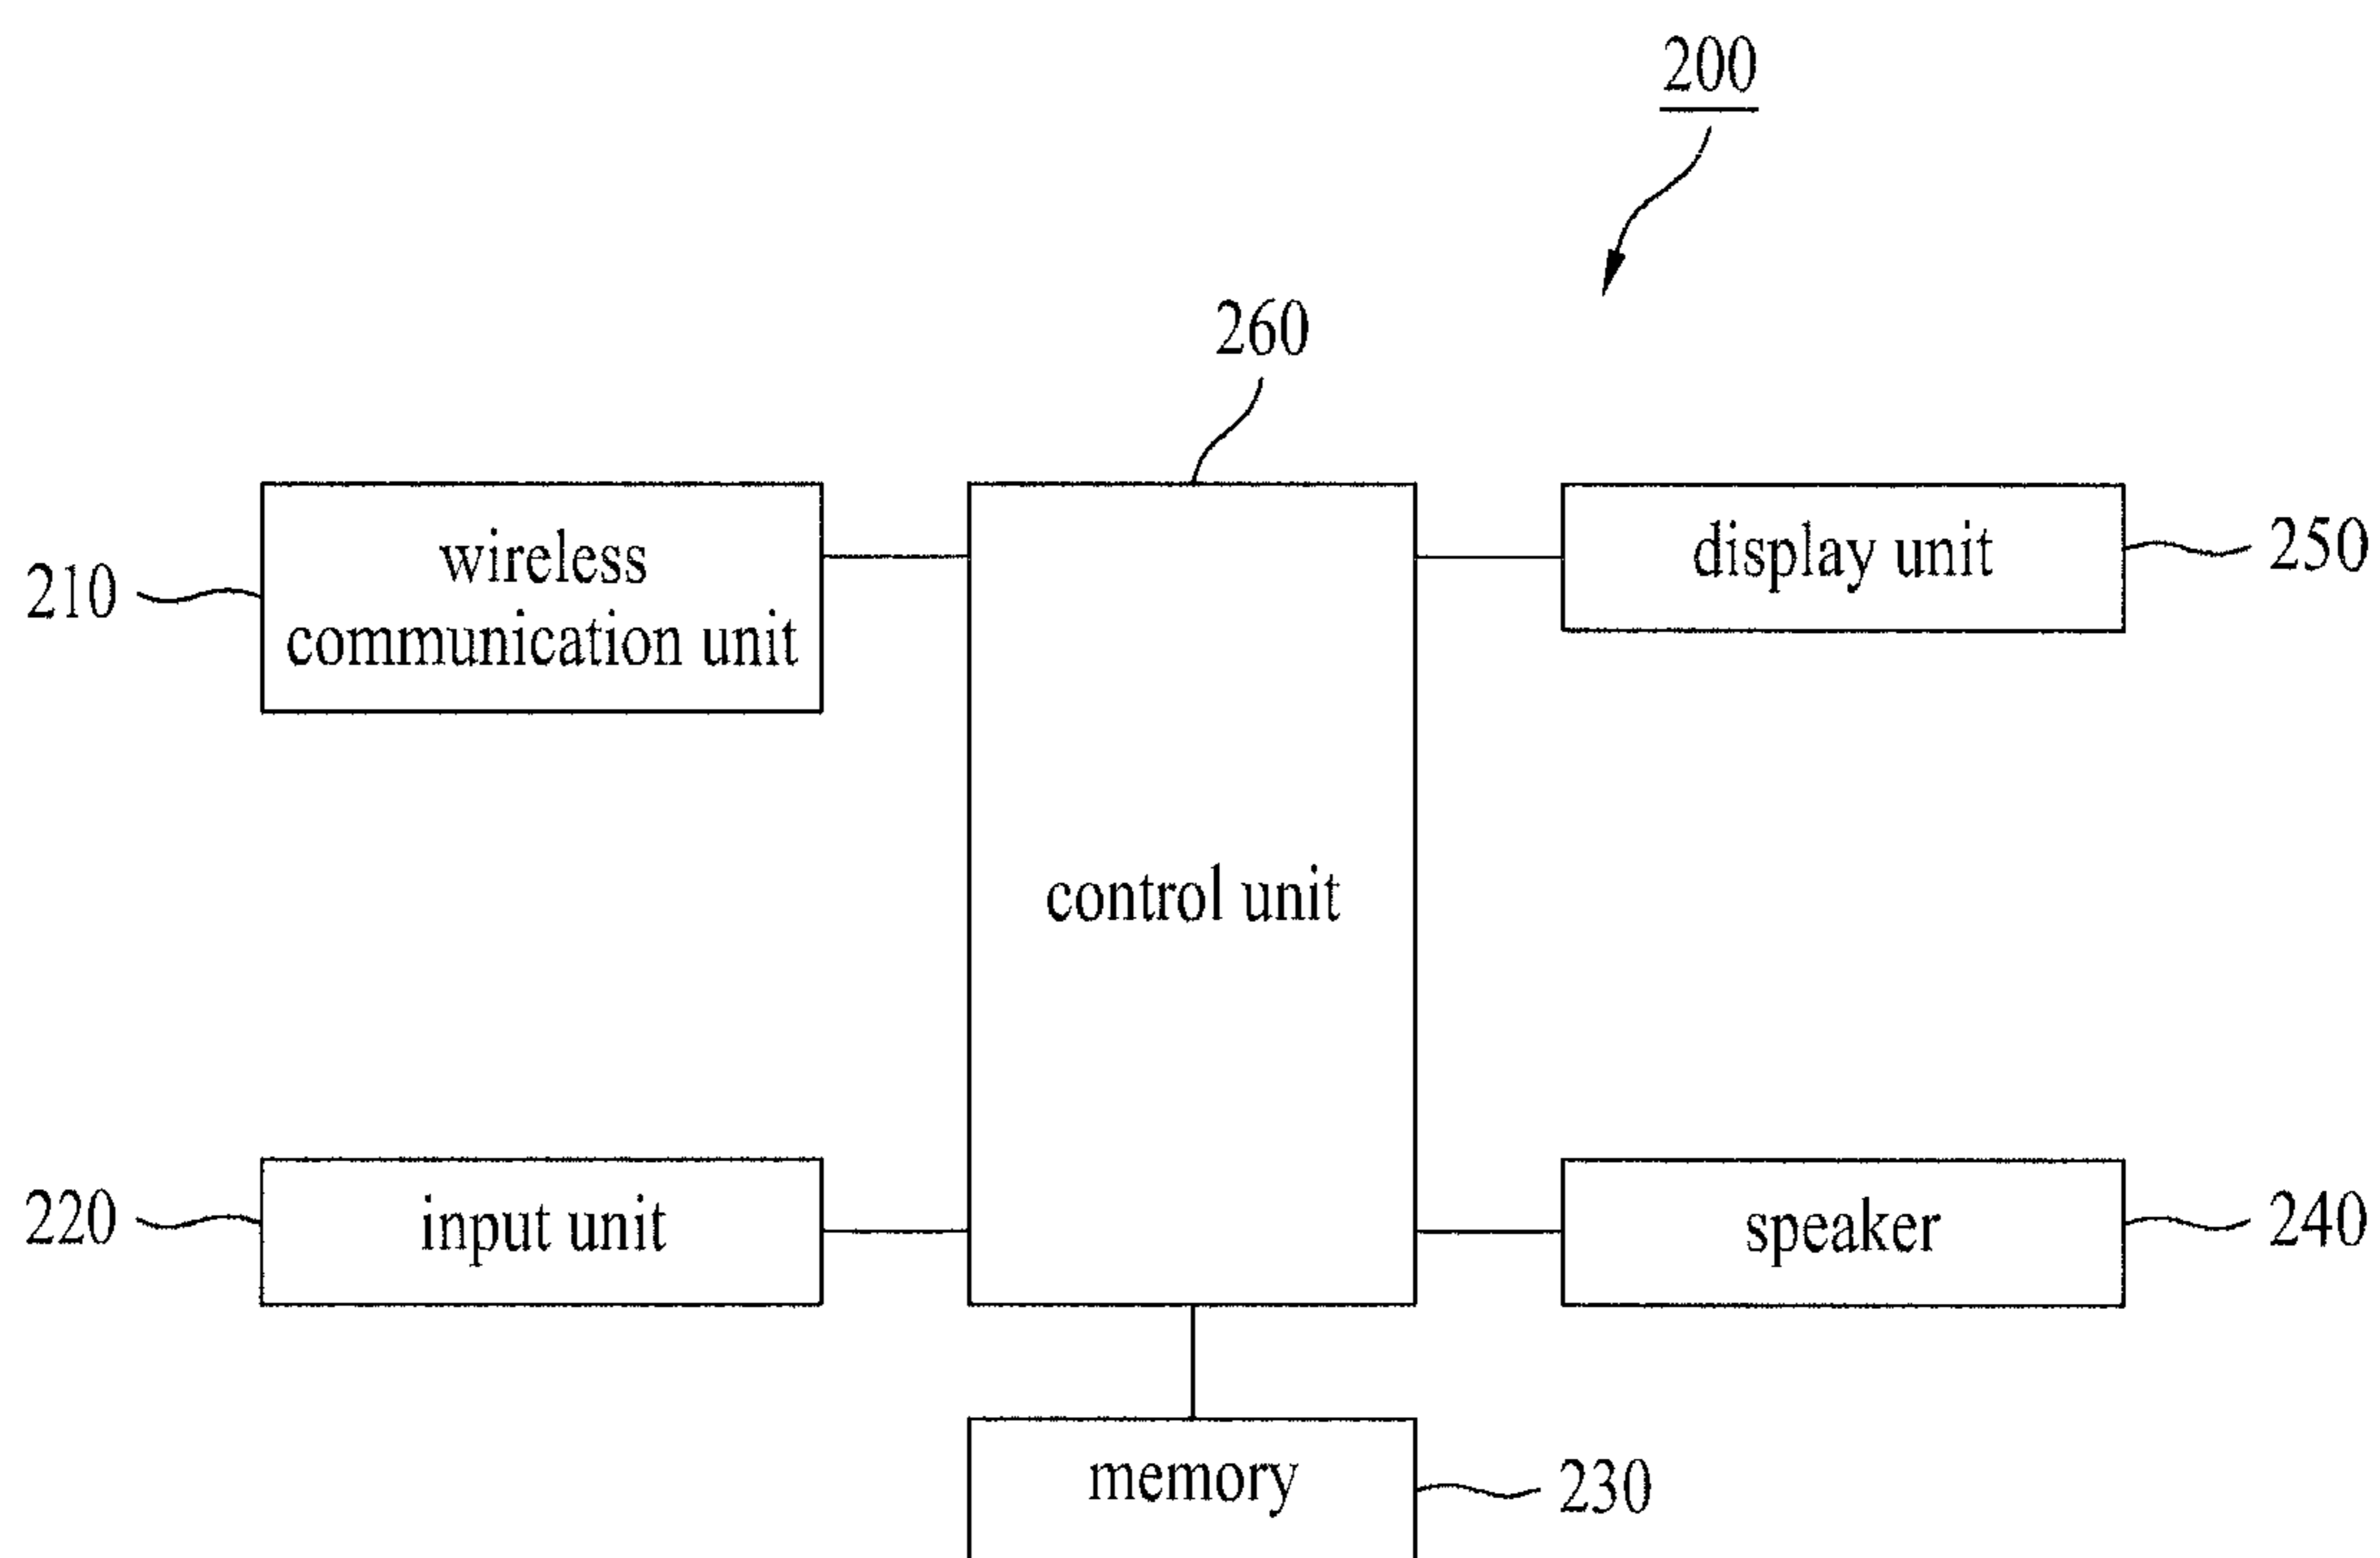 200
260
wireless
communication unit
210
display unit
250
control unit
220
input unit
speaker
240
memory
230